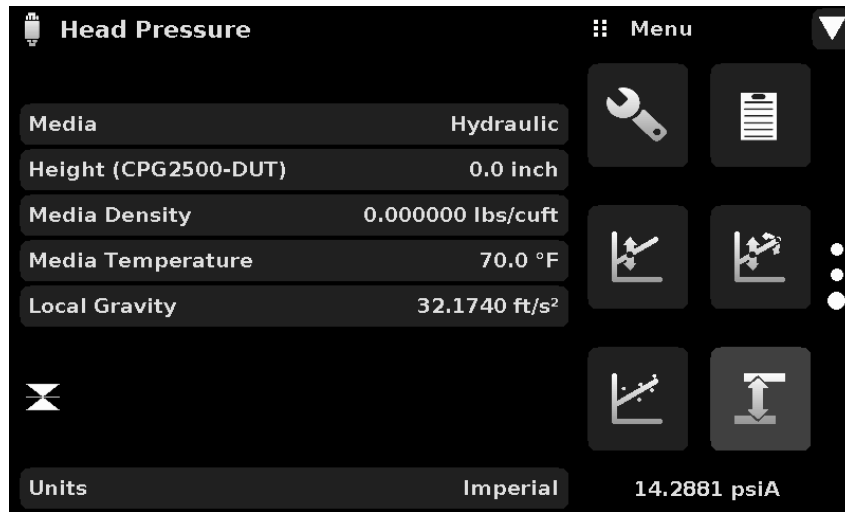 Head Pressure
Menu
Media Hydraulic
Height (CPG2500-DUT) 0.0 inch
Media Density 0.000000 lbs/cuft
Media Temperature 70.0 °F
Local Gravity 32.1740 ft/s²
Units Imperial
14.2881 psiA